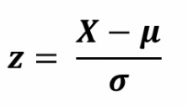 z = (X − μ) / σ